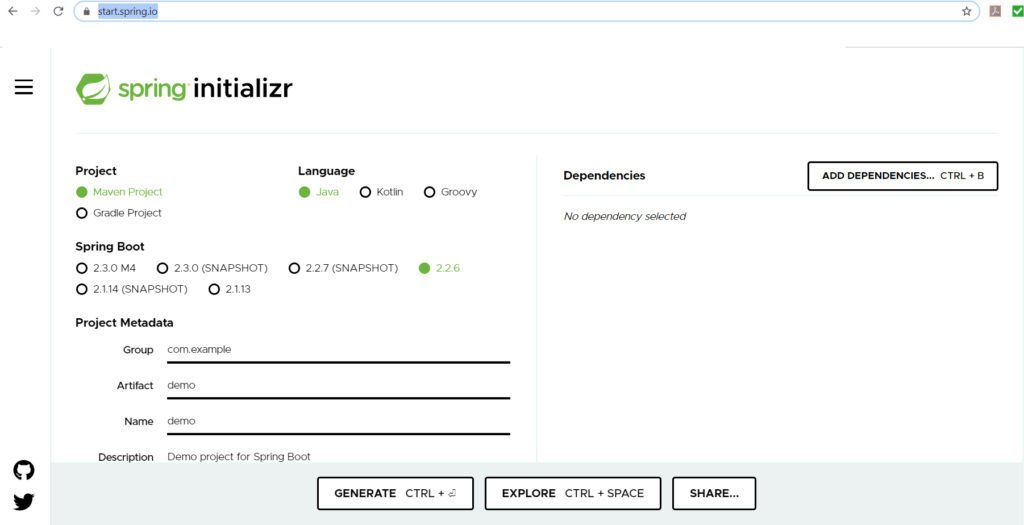 start.spring.io
spring initializr
Project
Maven Project
Gradle Project
Language
Java Kotlin Groovy
Spring Boot
2.3.0 M4 2.3.0 (SNAPSHOT) 2.2.7 (SNAPSHOT) 2.2.6
2.1.14 (SNAPSHOT) 2.1.13
Project Metadata
Group com.example
Artifact demo
Name demo
Description Demo project for Spring Boot
Dependencies
ADD DEPENDENCIES... CTRL + B
No dependency selected
GENERATE CTRL + ⏎
EXPLORE CTRL + SPACE
SHARE...